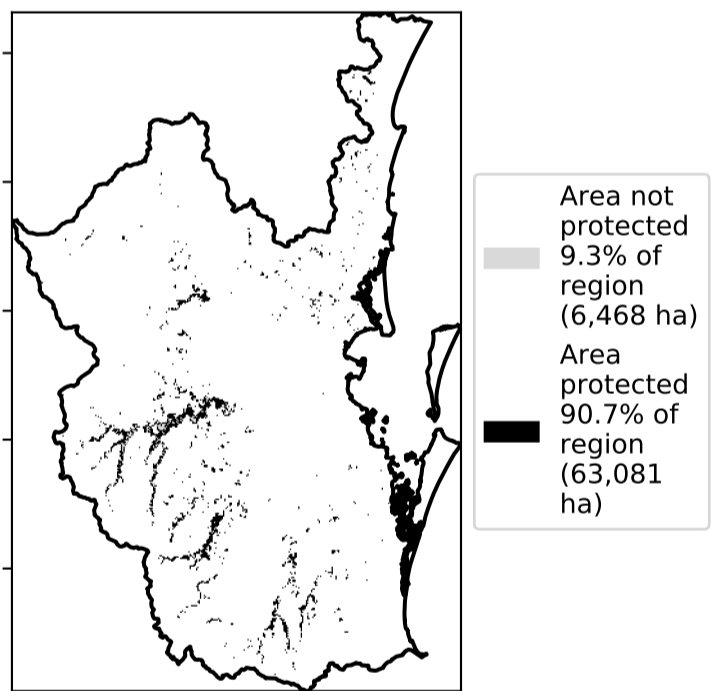 Area not
protected
9.3% of
region
(6,468 ha)
Area
protected
90.7% of
region
(63,081
ha)